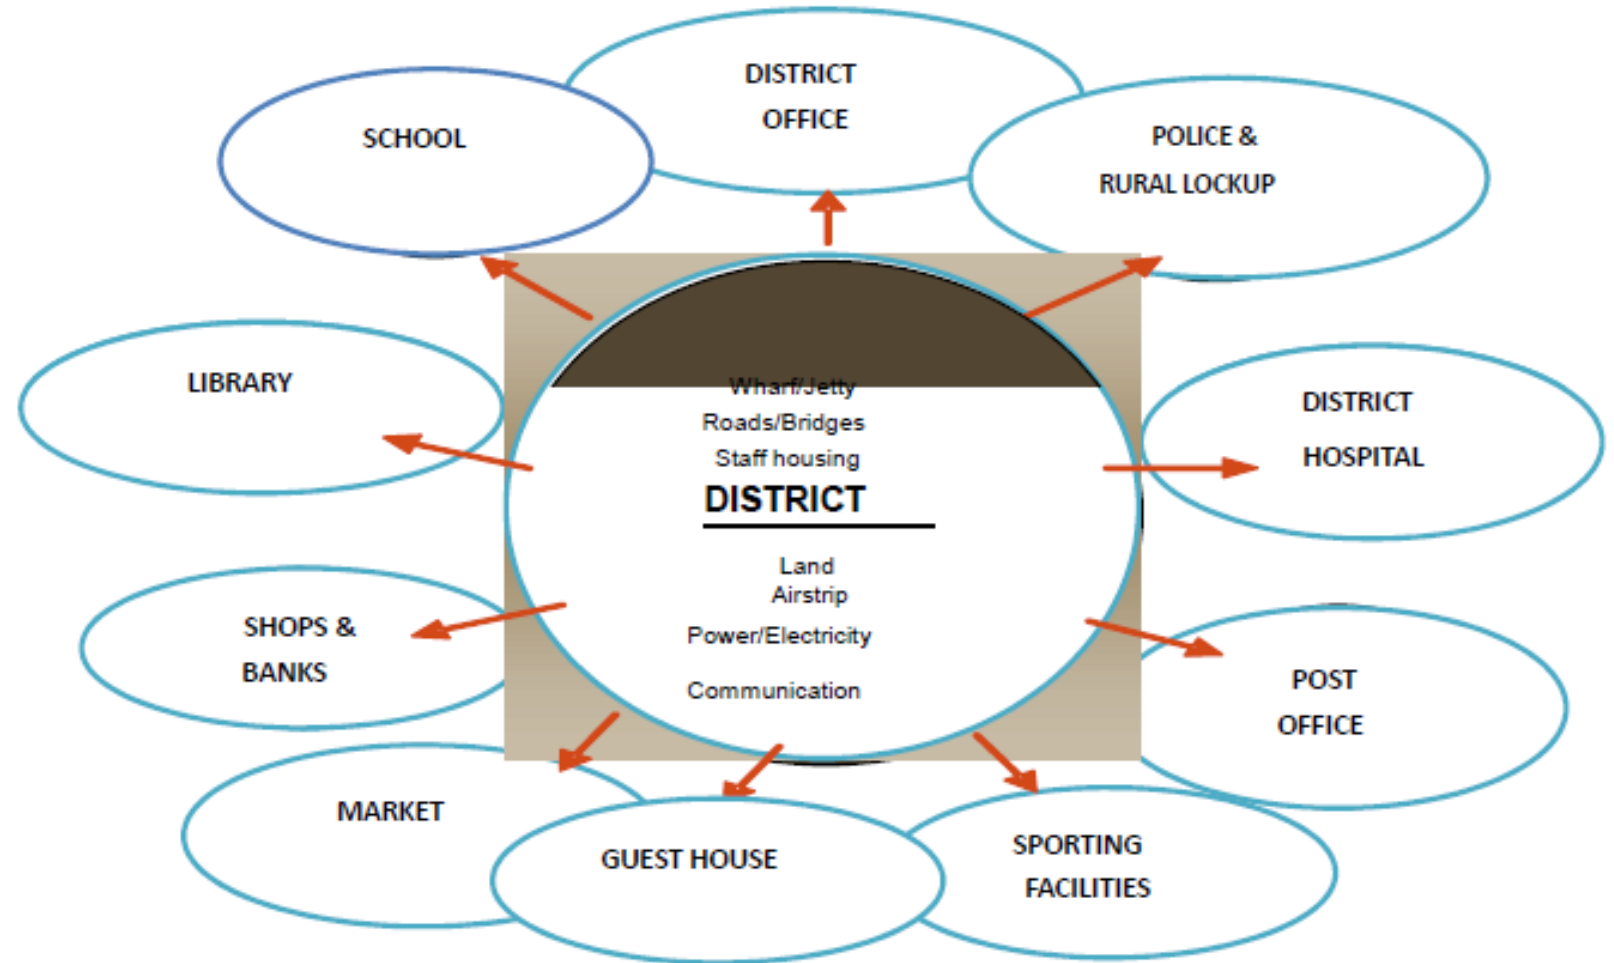 DISTRICT
OFFICE
SCHOOL
POLICE &
RURAL LOCKUP
LIBRARY
DISTRICT
HOSPITAL
Wharf/Jetty
Roads/Bridges
Staff housing
DISTRICT
Land
Airstrip
Power/Electricity
Communication
SHOPS &
BANKS
POST
OFFICE
MARKET
GUEST HOUSE
SPORTING
FACILITIES